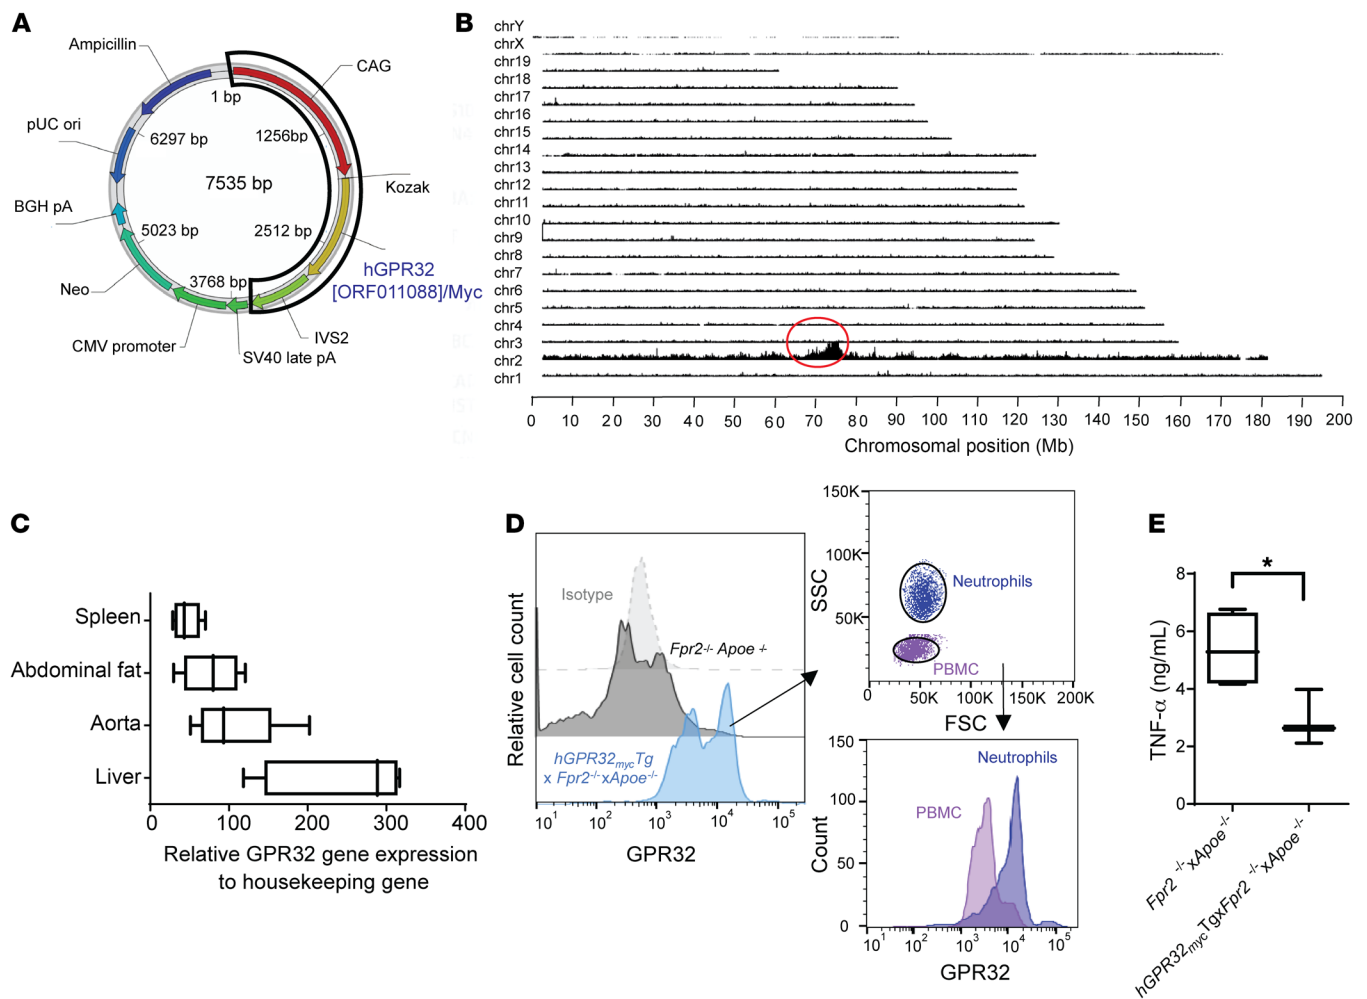 A
Ampicillin
CAG
1 bp
pUC ori
6297 bp
1256bp
7535 bp
Kozak
BGH pA
5023 bp
2512 bp
hGPR32
[ORF011088]/Myc
Neo
3768 bp
CMV promoter
IVS2
SV40 late pA
B
chrY
chrX
chr19
chr18
chr17
chr16
chr15
chr14
chr13
chr12
chr11
chr10
chr9
chr8
chr7
chr6
chr5
chr4
chr3
chr2
chr1
0 10 20 30 40 50 60 70 80 90 100 110 120 130 140 150 160 170 180 190 200
Chromosomal position (Mb)
C
Spleen
Abdominal fat
Aorta
Liver
0 100 200 300 400
Relative GPR32 gene expression
to housekeeping gene
D
Relative cell count
Isotype
Fpr2-/- Apoe -/-
hGPR32mycTg
x Fpr2-/-xApoe-/-
10¹ 10² 10³ 10⁴ 10⁵
GPR32
150K
100K
50K
SSC
Neutrophils
PBMC
0 50K 100K 150K 200K
FSC
150
100
50
0
Count
Neutrophils
PBMC
10¹ 10² 10³ 10⁴ 10⁵
GPR32
E
*
8
6
4
2
0
TNF-α (ng/mL)
Fpr2 -/-xApoe-/-
hGPR32mycTgxFpr2 -/-xApoe-/-